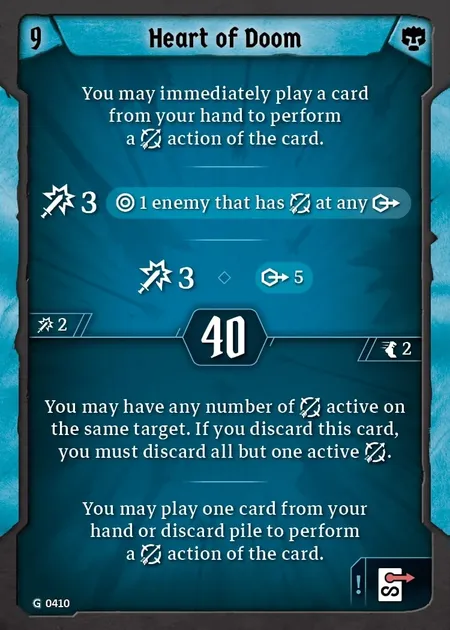 9 Heart of Doom
You may immediately play a card
from your hand to perform
a action of the card.
3 1 enemy that has at any
3 5
2
40
2
You may have any number of active on
the same target. If you discard this card,
you must discard all but one active .
You may play one card from your
hand or discard pile to perform
a action of the card.
!
G 0410